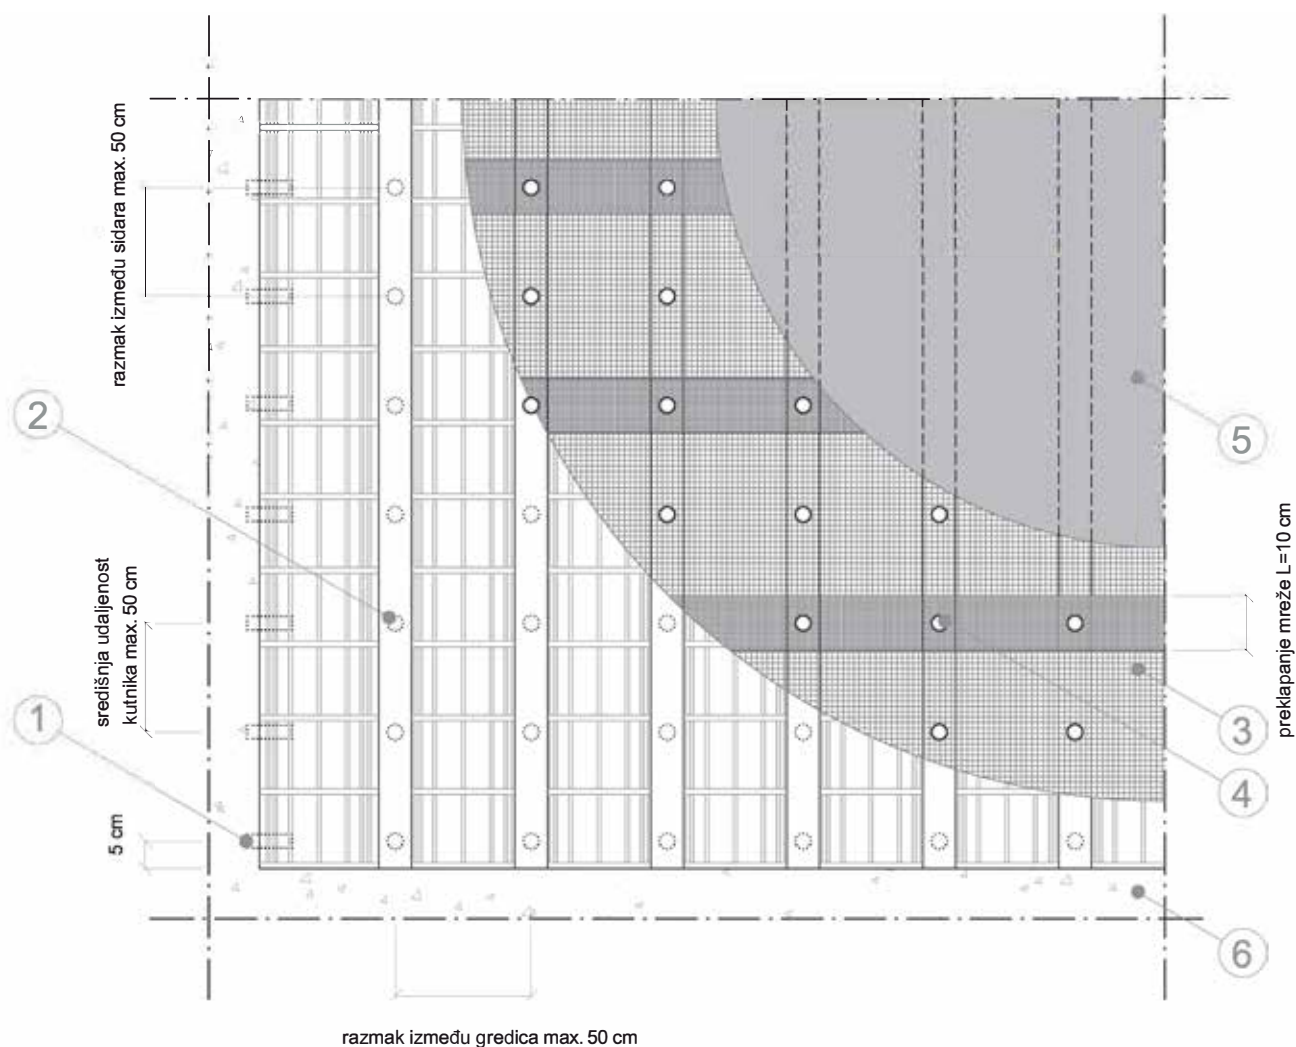 razmak između sidara max. 50 cm
2
5
središnja udaljenost
kutnika max. 50 cm
preklapanje mreže L=10 cm
1
3
4
5 cm
6
razmak između gredica max. 50 cm